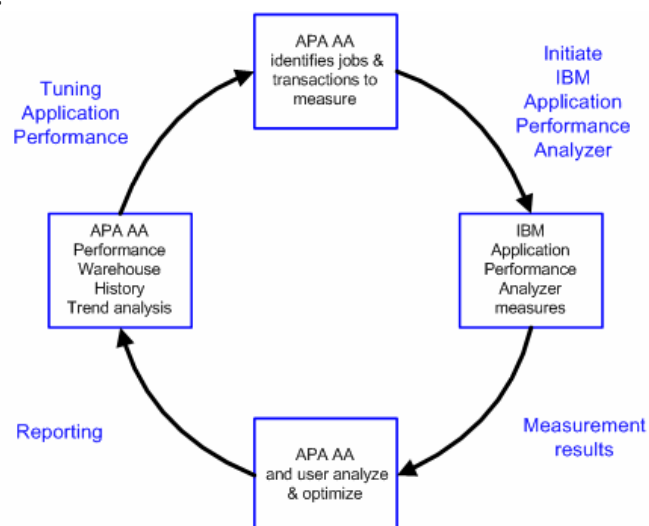 APA AA
identifies jobs &
transactions to
measure
Initiate
IBM
Application
Performance
Analyzer
Tuning
Application
Performance
APA AA
Performance
Warehouse
History
Trend analysis
IBM
Application
Performance
Analyzer
measures
Reporting
Measurement
results
APA AA
and user analyze
& optimize